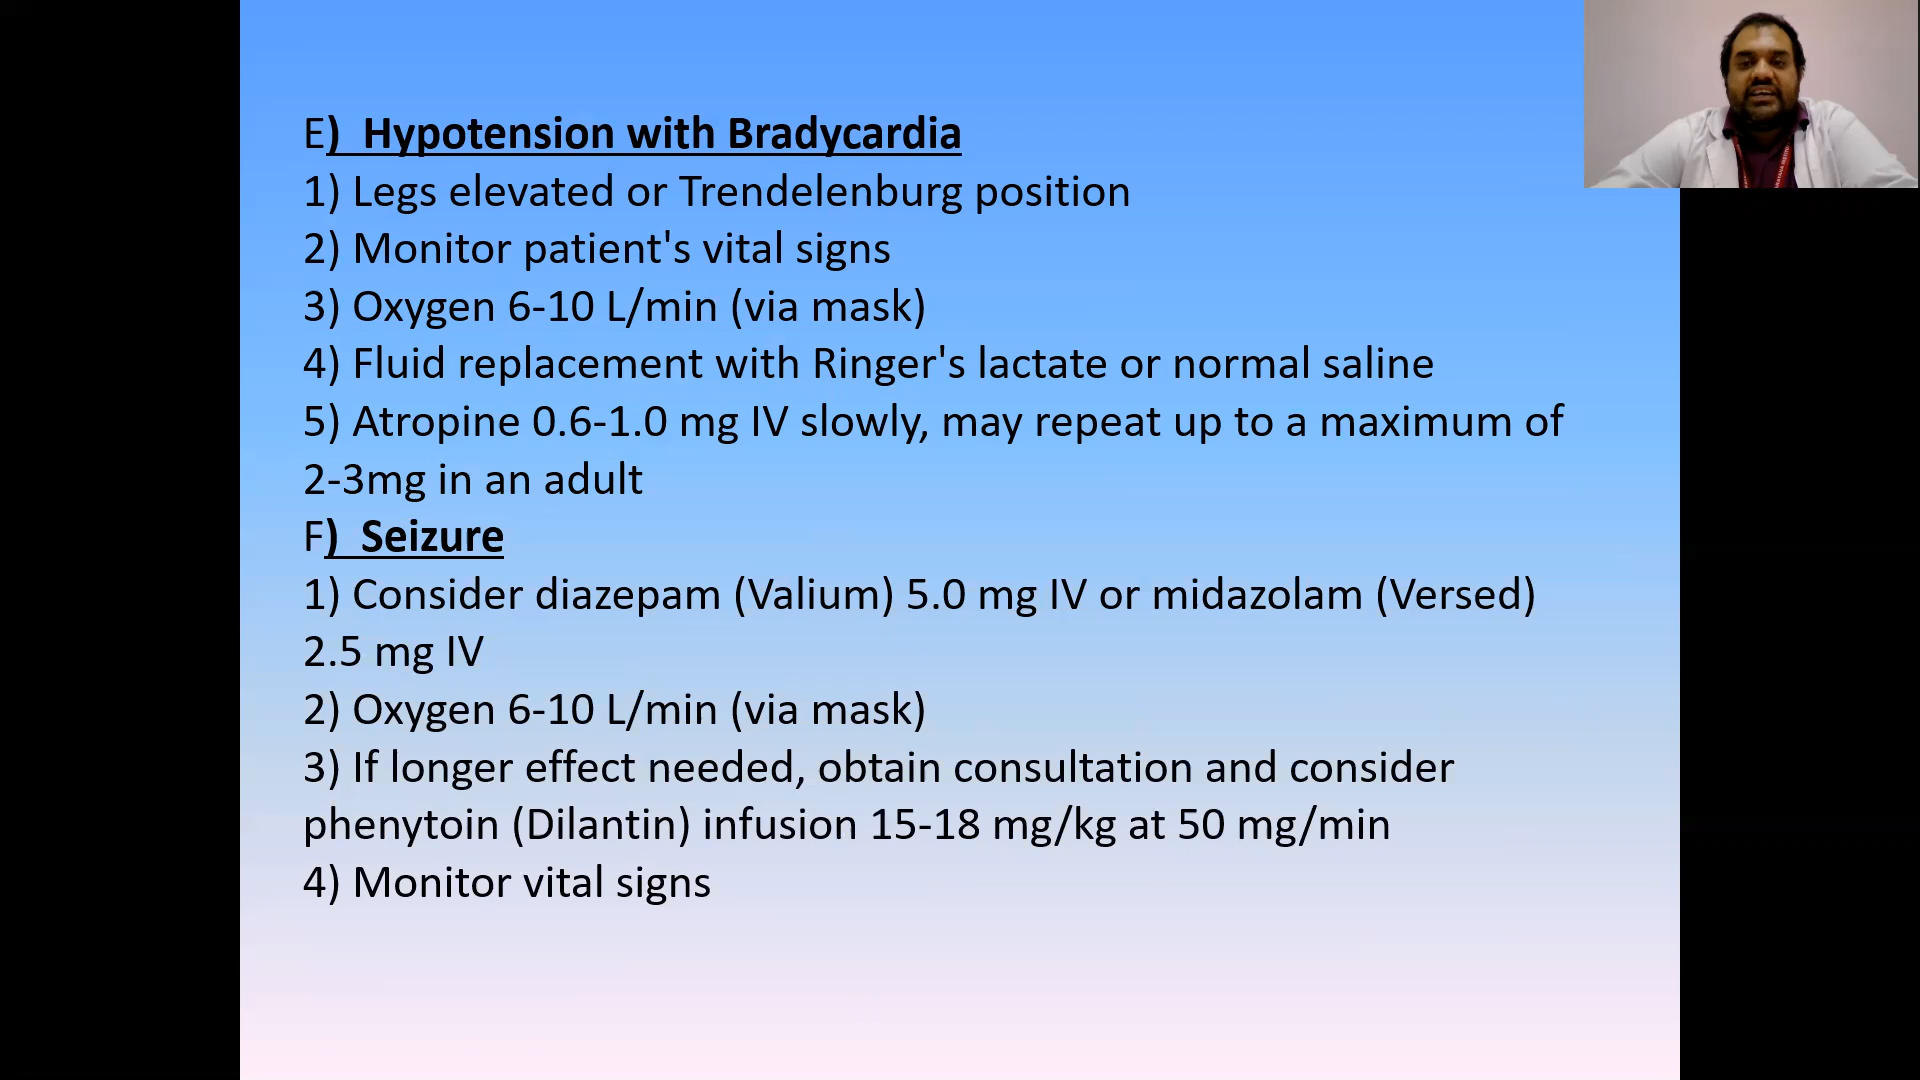 E)  Hypotension with Bradycardia
1) Legs elevated or Trendelenburg position
2) Monitor patient's vital signs
3) Oxygen 6-10 L/min (via mask)
4) Fluid replacement with Ringer's lactate or normal saline
5) Atropine 0.6-1.0 mg IV slowly, may repeat up to a maximum of
2-3mg in an adult
F)  Seizure
1) Consider diazepam (Valium) 5.0 mg IV or midazolam (Versed)
2.5 mg IV
2) Oxygen 6-10 L/min (via mask)
3) If longer effect needed, obtain consultation and consider
phenytoin (Dilantin) infusion 15-18 mg/kg at 50 mg/min
4) Monitor vital signs